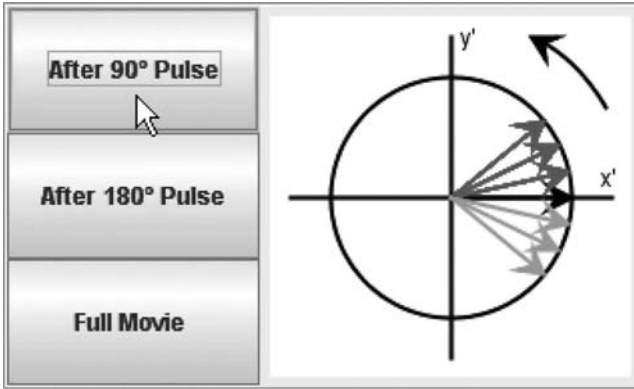 After 90° Pulse
After 180° Pulse
Full Movie
y'
x'